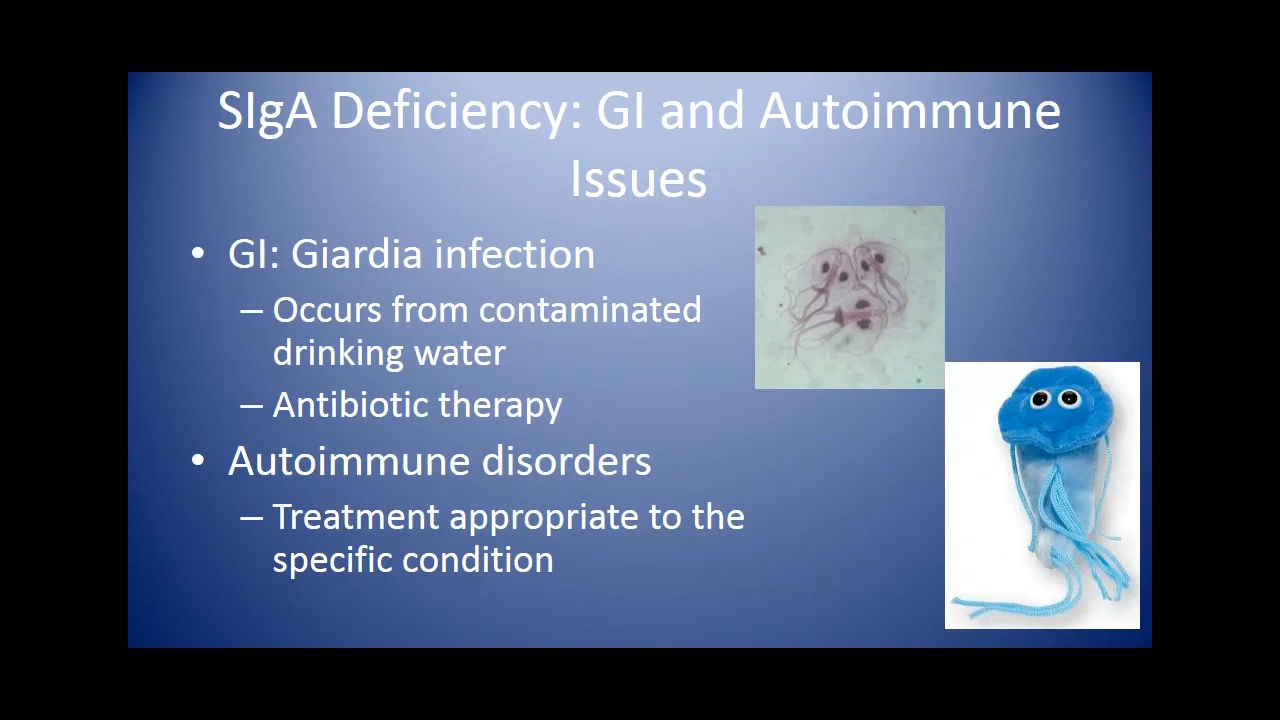 SIgA Deficiency: GI and Autoimmune
Issues
• GI: Giardia infection
– Occurs from contaminated
drinking water
– Antibiotic therapy
• Autoimmune disorders
– Treatment appropriate to the
specific condition